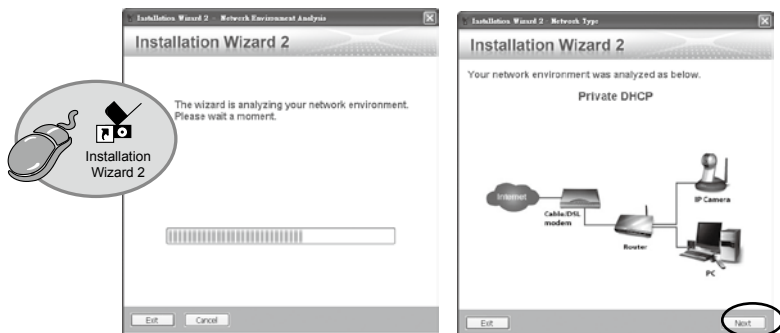 Installation Wizard 2 - Network Environment Analysis
Installation Wizard 2
The wizard is analyzing your network environment.
Please wait a moment.
Installation
Wizard 2
Exit
Cancel
Installation Wizard 2 - Network Type
Installation Wizard 2
Your network environment was analyzed as below.
Private DHCP
Internet
Cable/DSL
modem
IP Camera
Router
PC
Exit
Next